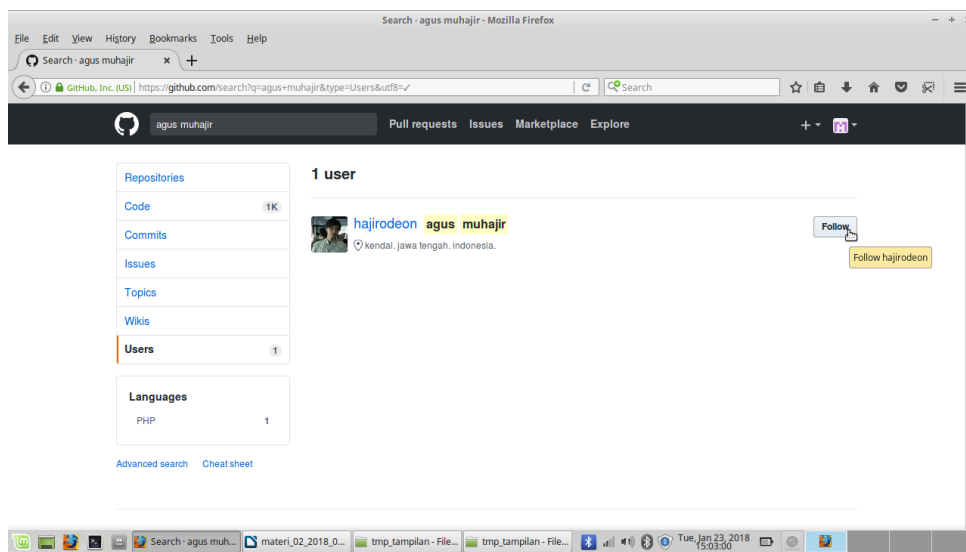 Search · agus muhajir - Mozilla Firefox
File Edit View History Bookmarks Tools Help
Search · agus muhajir
GitHub, Inc. (US) https://github.com/search?q=agus+muhajir&type=Users&utf8=✓ Search
agus muhajir Pull requests Issues Marketplace Explore
Repositories
Code 1K
Commits
Issues
Topics
Wikis
Users 1
Languages
PHP 1
Advanced search Cheat sheet
1 user
hajirodeon agus muhajir
kendal. jawa tengah. indonesia.
Follow
Follow hajirodeon
Search · agus muh... materi_02_2018_0... tmp_tampilan - File... tmp_tampilan - File... Tue, Jan 23, 2018
15:03:00